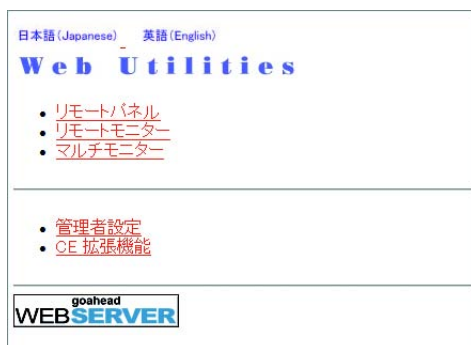 日本語(Japanese) 英語(English)
Web Utilities
リモートパネル
リモートモニター
マルチモニター
管理者設定
CE 拡張機能
goahead
WEBSERVER